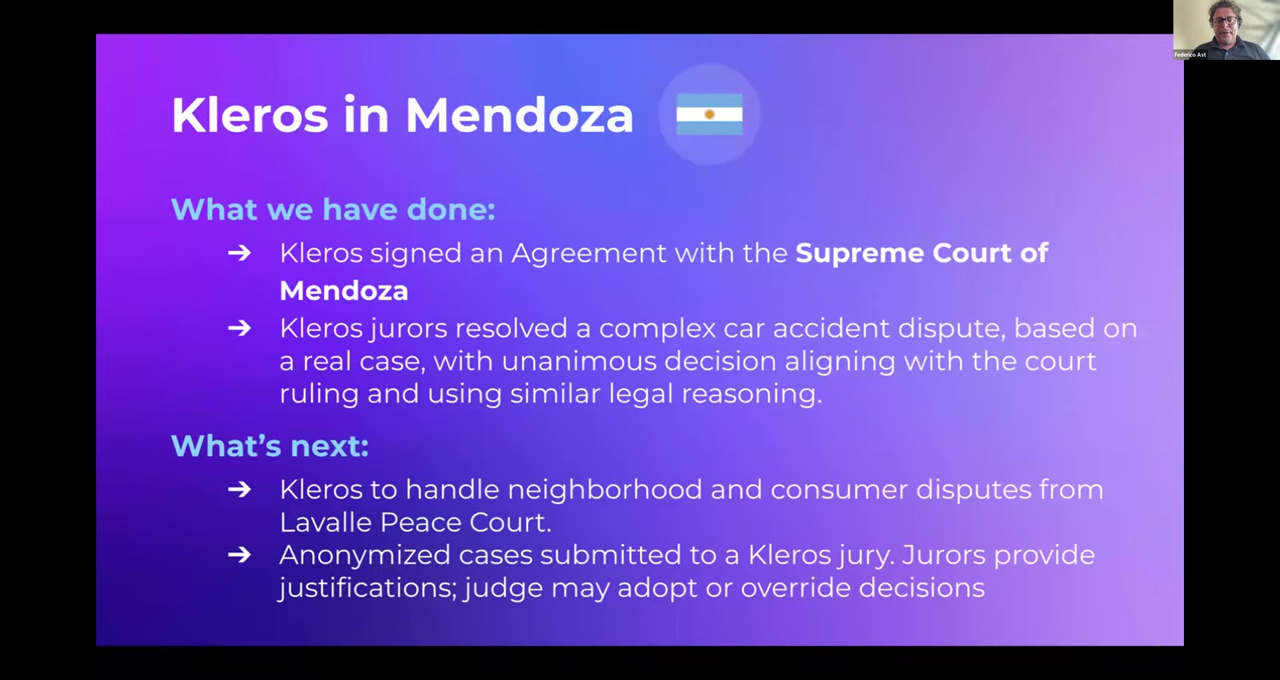 Federico Ast
Kleros in Mendoza
What we have done:
➔ Kleros signed an Agreement with the Supreme Court of
Mendoza
➔ Kleros jurors resolved a complex car accident dispute, based on
a real case, with unanimous decision aligning with the court
ruling and using similar legal reasoning.
What’s next:
➔ Kleros to handle neighborhood and consumer disputes from
Lavalle Peace Court.
➔ Anonymized cases submitted to a Kleros jury. Jurors provide
justifications; judge may adopt or override decisions